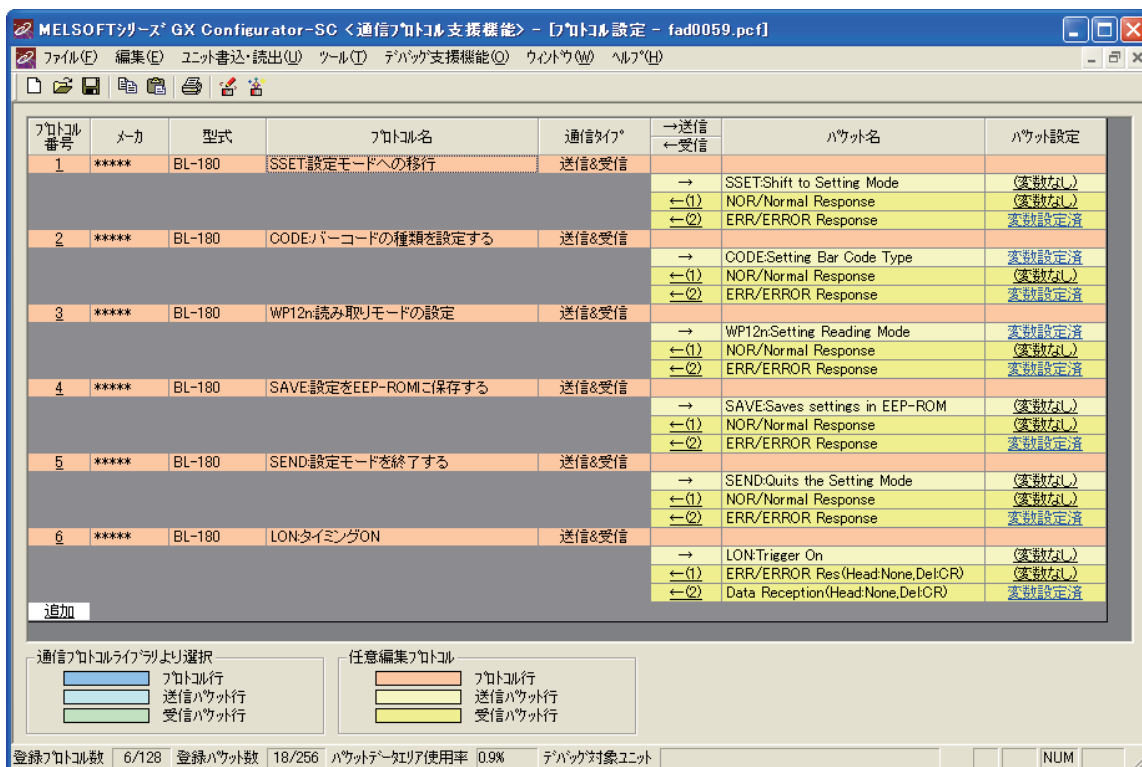 MELSOFTシリーズ GX Configurator-SC <通信プロトコル支援機能> - [プロトコル設定 - fad0059.pcf]
ファイル(F) 編集(E) ユニット書込・読出(U) ツール(T) デバッグ支援機能(O) ウィンドウ(W) ヘルプ(H)
プロトコル番号 メーカ 型式 プロトコル名 通信タイプ →送信 ←受信 パケット名 パケット設定
1 ***** BL-180 SSET:設定モードへの移行 送信&受信
→ SSET:Shift to Setting Mode (変数なし)
←(1) NOR/Normal Response (変数なし)
←(2) ERR/ERROR Response 変数設定済
2 ***** BL-180 CODE:バーコードの種類を設定する 送信&受信
→ CODE:Setting Bar Code Type 変数設定済
←(1) NOR/Normal Response (変数なし)
←(2) ERR/ERROR Response 変数設定済
3 ***** BL-180 WP12n:読み取りモードの設定 送信&受信
→ WP12n:Setting Reading Mode 変数設定済
←(1) NOR/Normal Response (変数なし)
←(2) ERR/ERROR Response 変数設定済
4 ***** BL-180 SAVE:設定をEEP-ROMに保存する 送信&受信
→ SAVE:Saves settings in EEP-ROM (変数なし)
←(1) NOR/Normal Response (変数なし)
←(2) ERR/ERROR Response 変数設定済
5 ***** BL-180 SEND:設定モードを終了する 送信&受信
→ SEND:Quits the Setting Mode (変数なし)
←(1) NOR/Normal Response (変数なし)
←(2) ERR/ERROR Response 変数設定済
6 ***** BL-180 LON:タイミングON 送信&受信
→ LON:Trigger On (変数なし)
←(1) ERR/ERROR Res(Head:None,Del:CR) (変数なし)
←(2) Data Reception(Head:None,Del:CR) 変数設定済
追加
通信プロトコルライブラリより選択 任意編集プロトコル
プロトコル行 プロトコル行
送信パケット行 送信パケット行
受信パケット行 受信パケット行
登録プロトコル数 6/128 登録パケット数 18/256 パケットデータエリア使用率 0.9% デバッグ対象ユニット NUM